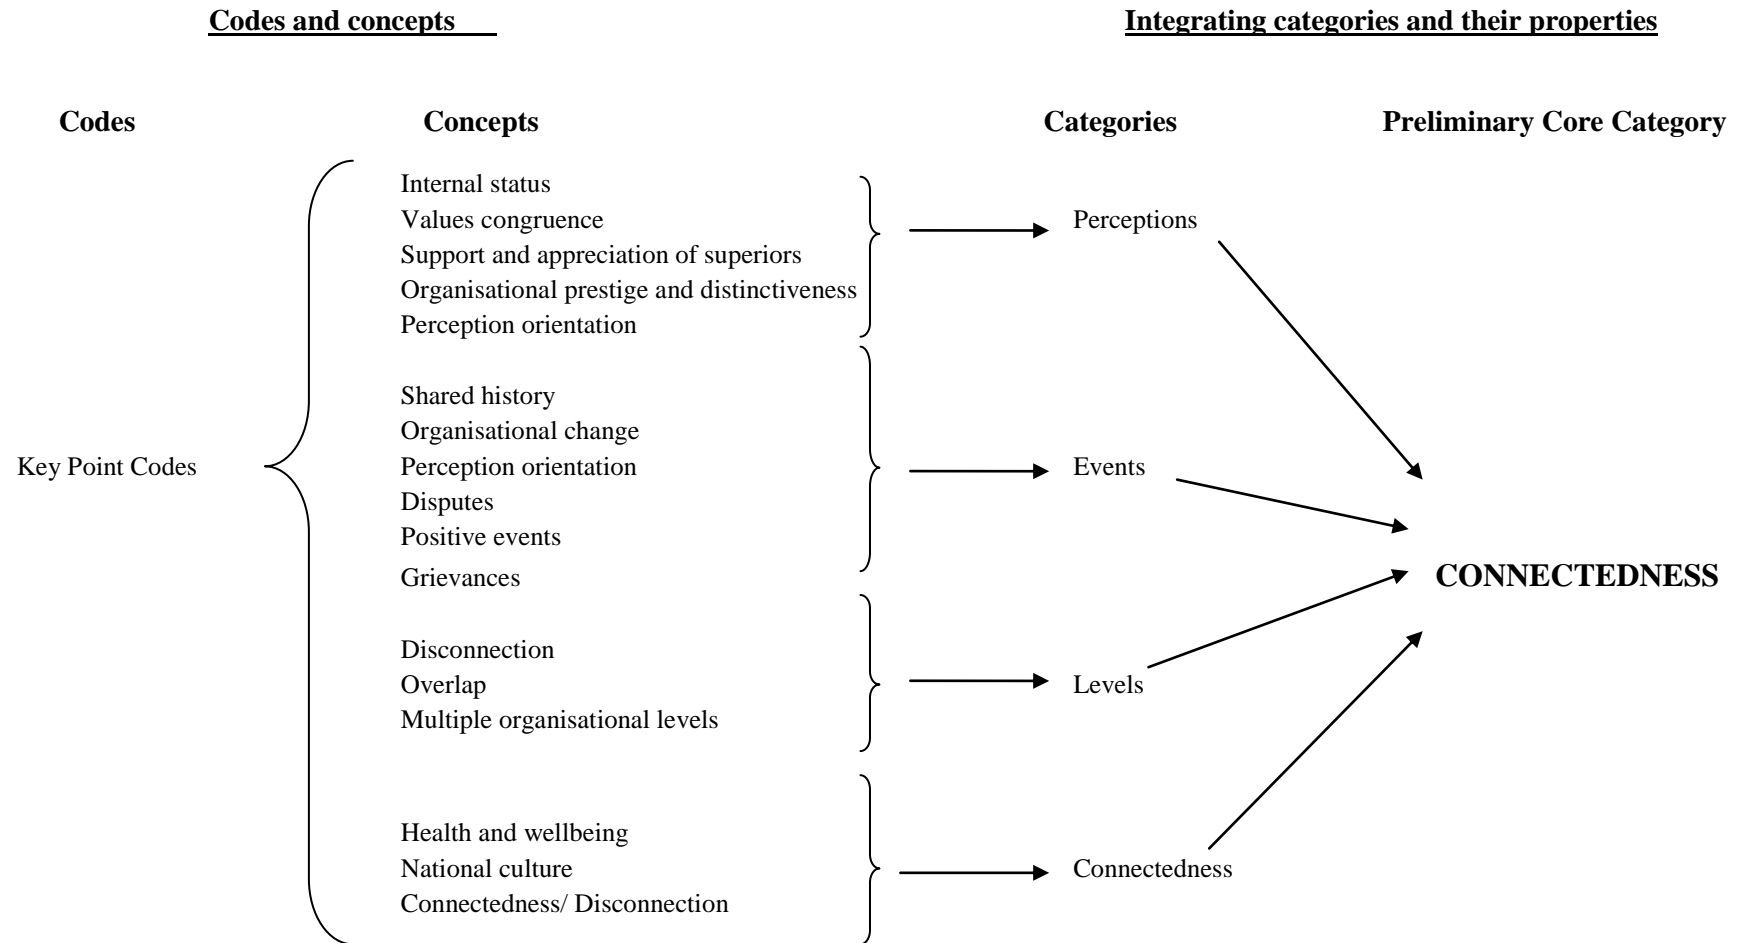 Codes and concepts
Integrating categories and their properties
Codes
Concepts
Categories
Preliminary Core Category
Key Point Codes
Internal status
Values congruence
Support and appreciation of superiors
Organisational prestige and distinctiveness
Perception orientation
Shared history
Organisational change
Perception orientation
Disputes
Positive events
Grievances
Disconnection
Overlap
Multiple organisational levels
Health and wellbeing
National culture
Connectedness/ Disconnection
Perceptions
Events
Levels
Connectedness
CONNECTEDNESS